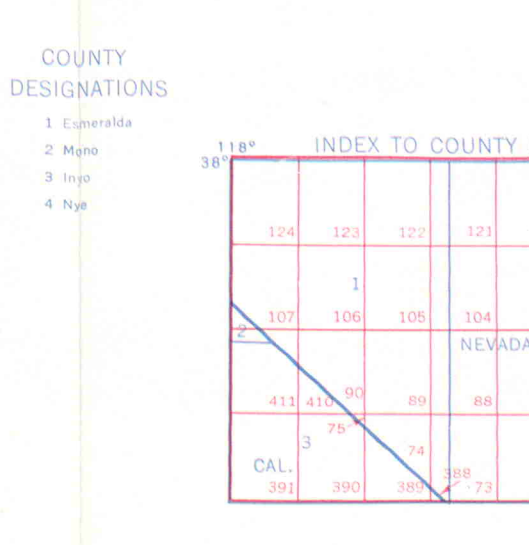 COUNTY
DESIGNATIONS
1 Esmeralda
2 Mono
3 Inyo
4 Nye
118°
INDEX TO COUNTY
38°
124 123 122 121
1
107 106 105 104
2
NEVADA
411 410 90 89 88
75
3
74
CAL.
388
391 390 389 73